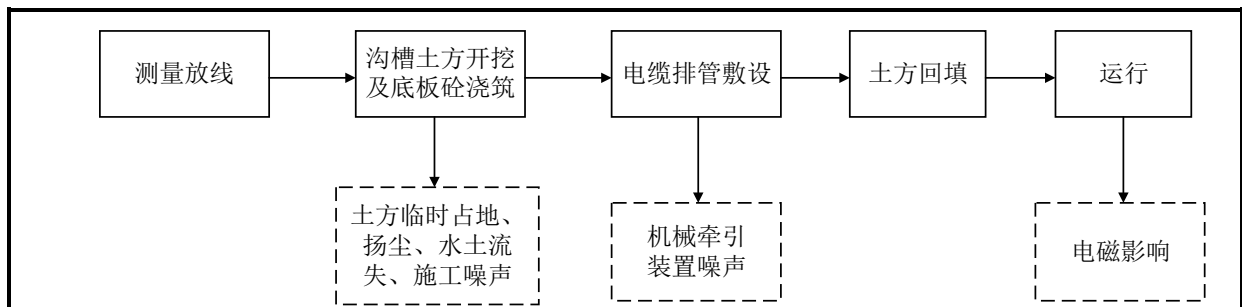 测量放线
沟槽土方开挖
及底板砼浇筑
电缆排管敷设
土方回填
运行
土方临时占地、
扬尘、水土流
失、施工噪声
机械牵引
装置噪声
电磁影响